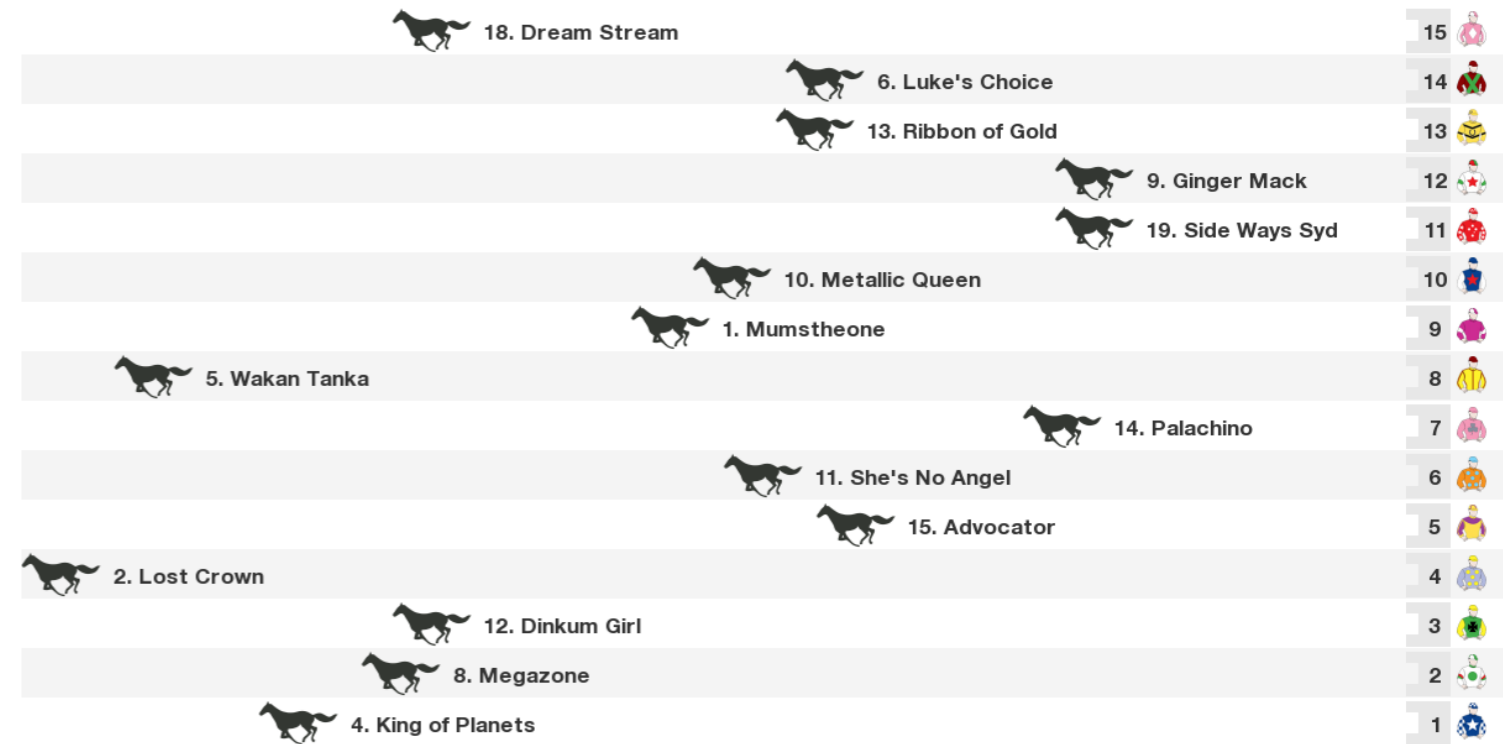 18. Dream Stream 15
6. Luke's Choice 14
13. Ribbon of Gold 13
9. Ginger Mack 12
19. Side Ways Syd 11
10. Metallic Queen 10
1. Mumstheone 9
5. Wakan Tanka 8
14. Palachino 7
11. She's No Angel 6
15. Advocator 5
2. Lost Crown 4
12. Dinkum Girl 3
8. Megazone 2
4. King of Planets 1